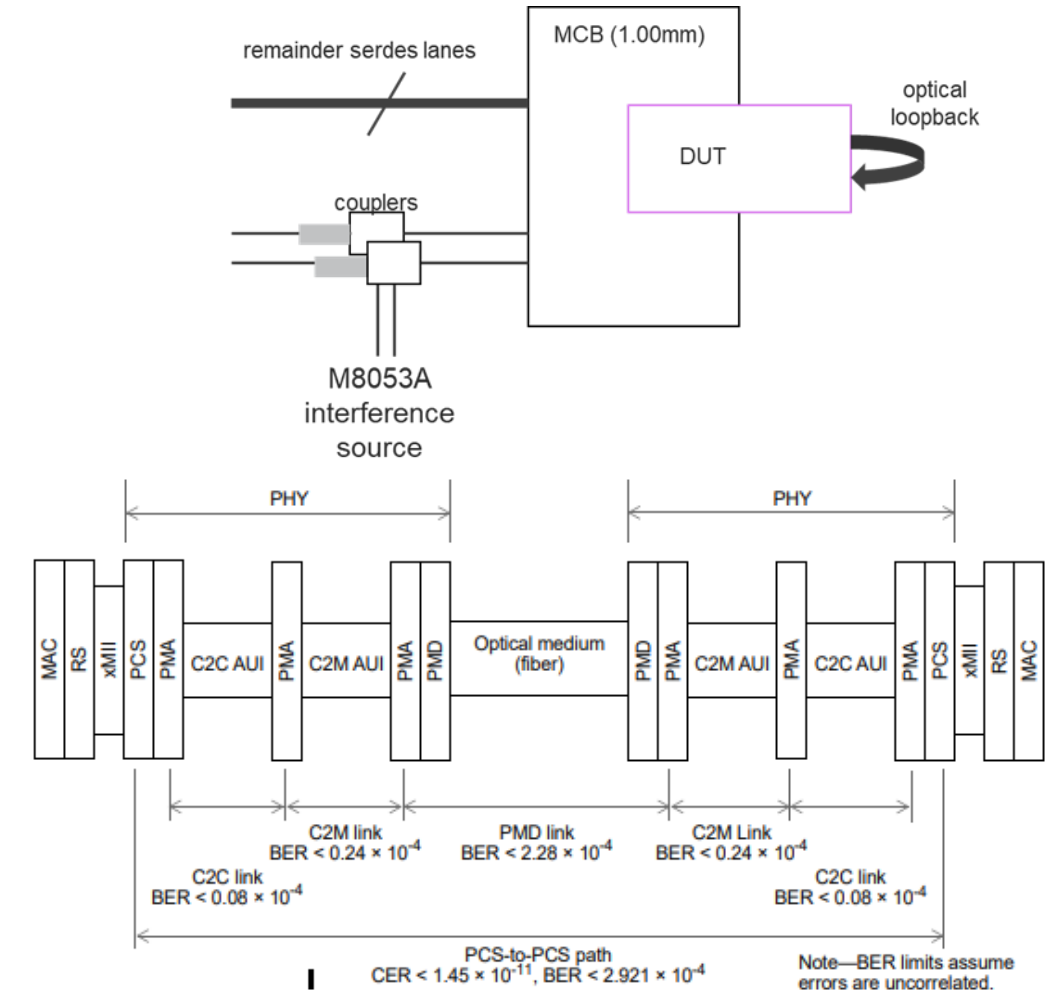 MCB (1.00mm)
remainder serdes lanes
optical
loopback
DUT
couplers
M8053A
interference
source
PHY
PHY
MAC
RS
xMII
PCS
PMA
C2C AUI
PMA
C2M AUI
PMA
PMD
Optical medium
(fiber)
PMD
PMA
C2M AUI
PMA
C2C AUI
PMA
PCS
xMII
RS
MAC
C2M link
BER < 0.24 × 10⁻⁴
PMD link
BER < 2.28 × 10⁻⁴
C2M Link
BER < 0.24 × 10⁻⁴
C2C link
BER < 0.08 × 10⁻⁴
C2C link
BER < 0.08 × 10⁻⁴
PCS-to-PCS path
CER < 1.45 × 10⁻¹¹, BER < 2.921 × 10⁻⁴
Note—BER limits assume
errors are uncorrelated.